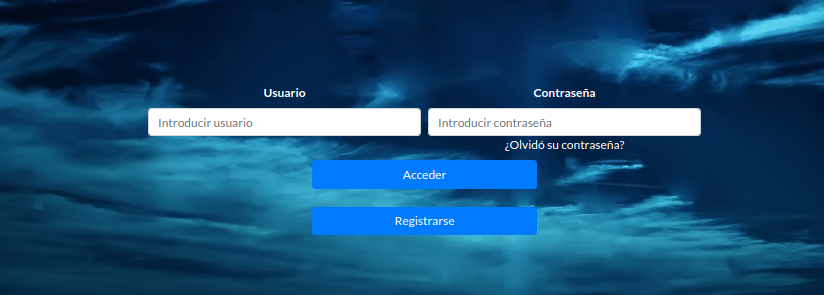 Usuario
Contraseña
Introducir usuario
Introducir contraseña
¿Olvidó su contraseña?
Acceder
Registrarse